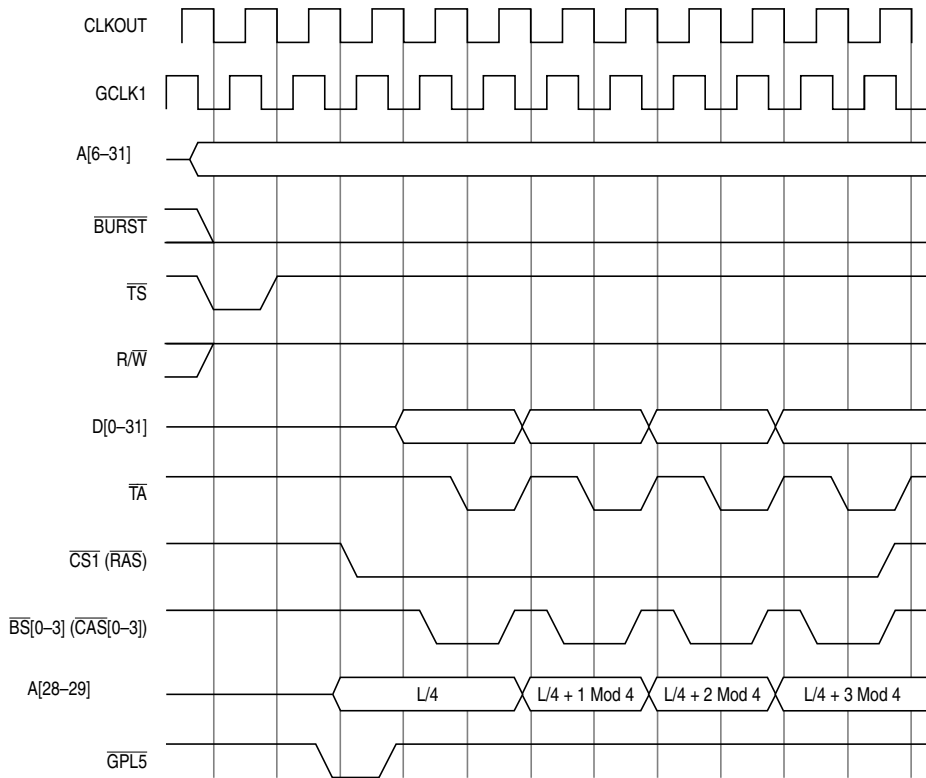 CLKOUT
GCLK1
A[6–31]
BURST
TS
R/W
D[0–31]
TA
CS1 (RAS)
BS[0–3] (CAS[0–3])
A[28–29]
L/4 L/4 + 1 Mod 4 L/4 + 2 Mod 4 L/4 + 3 Mod 4
GPL5